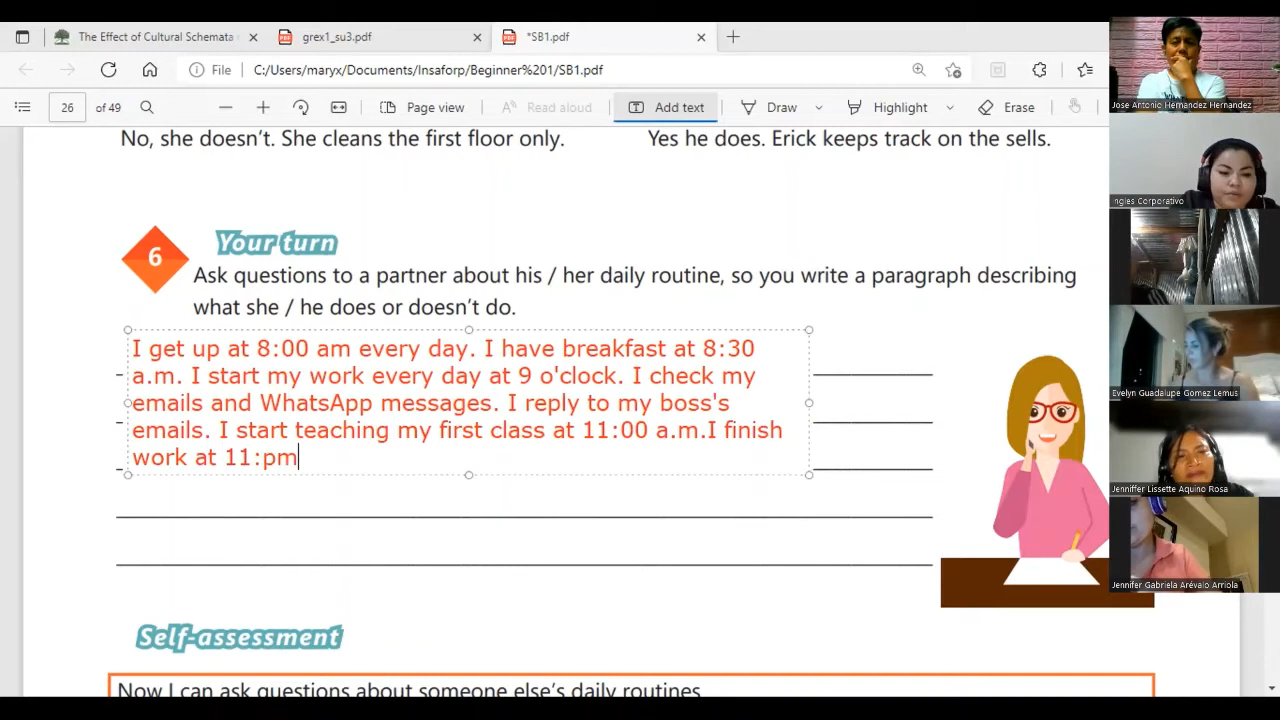 The Effect of Cultural Schemata
grex1_su3.pdf
*SB1.pdf
File
C:/Users/maryx/Documents/Insaforp/Beginner%201/SB1.pdf
26 of 49
Page view
Read aloud
Add text
Draw
Highlight
Erase
No, she doesn't. She cleans the first floor only.
Yes he does. Erick keeps track on the sells.
6
Your turn
Ask questions to a partner about his / her daily routine, so you write a paragraph describing
what she / he does or doesn't do.
I get up at 8:00 am every day. I have breakfast at 8:30
a.m. I start my work every day at 9 o'clock. I check my
emails and WhatsApp messages. I reply to my boss's
emails. I start teaching my first class at 11:00 a.m.I finish
work at 11:pm
Self-assessment
Now I can ask questions about someone else's daily routines
Jose Antonio Hernandez Hernandez
Ingles Corporativo
Evelyn Guadalupe Gomez Lemus
Jenniffer Lissette Aquino Rosa
Jennifer Gabriela Arévalo Arriola